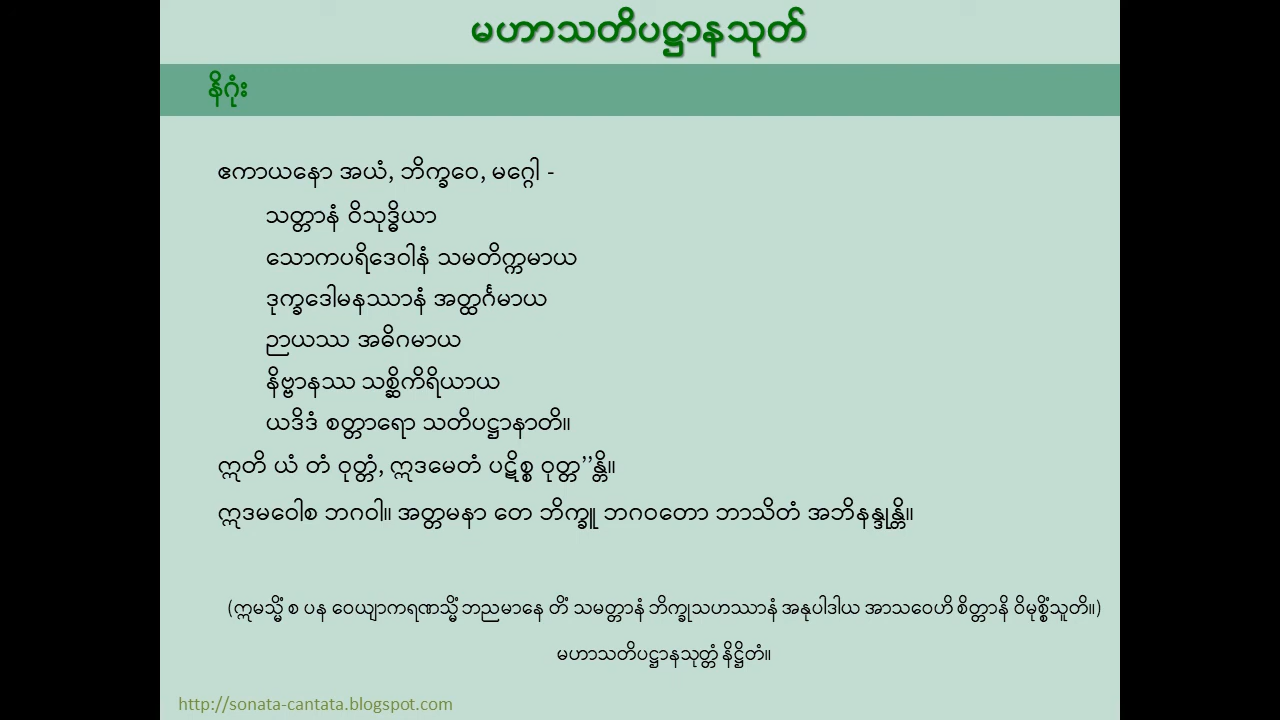 မဟာသတိပဋ္ဌာနသုတ်
နိဂုံး
ဧကာယနော အယံ, ဘိက္ခဝေ, မဂ္ဂေါ -
သတ္တာနံ ဝိသုဒ္ဓိယာ
သောကပရိဒေဝါနံ သမတိက္ကမာယ
ဒုက္ခဒေါမနဿာနံ အတ္ထင်္ဂမာယ
ဉာယဿ အဓိဂမာယ
နိဗ္ဗာနဿ သစ္ဆိကိရိယာယ
ယဒိဒံ စတ္တာရော သတိပဋ္ဌာနာတိ။
ဣတိ ယံ တံ ဝုတ္တံ, ဣဒမေတံ ပဋိစ္စ ဝုတ္တ’’န္တိ။
ဣဒမဝေါစ ဘဂဝါ။ အတ္တမနာ တေ ဘိက္ခူ ဘဂဝတော ဘာသိတံ အဘိနန္ဒုန္တိ။
(ဣမသ္မိံ စ ပန ဝေယျာကရဏသ္မိံ ဘညမာနေ တိံ သမတ္တာနံ ဘိက္ခုသဟဿာနံ အနုပါဒါယ အာသဝေဟိ စိတ္တာနိ ဝိမုစ္စိံသူတိ။)
မဟာသတိပဋ္ဌာနသုတ္တံ နိဋ္ဌိတံ။
http://sonata-cantata.blogspot.com